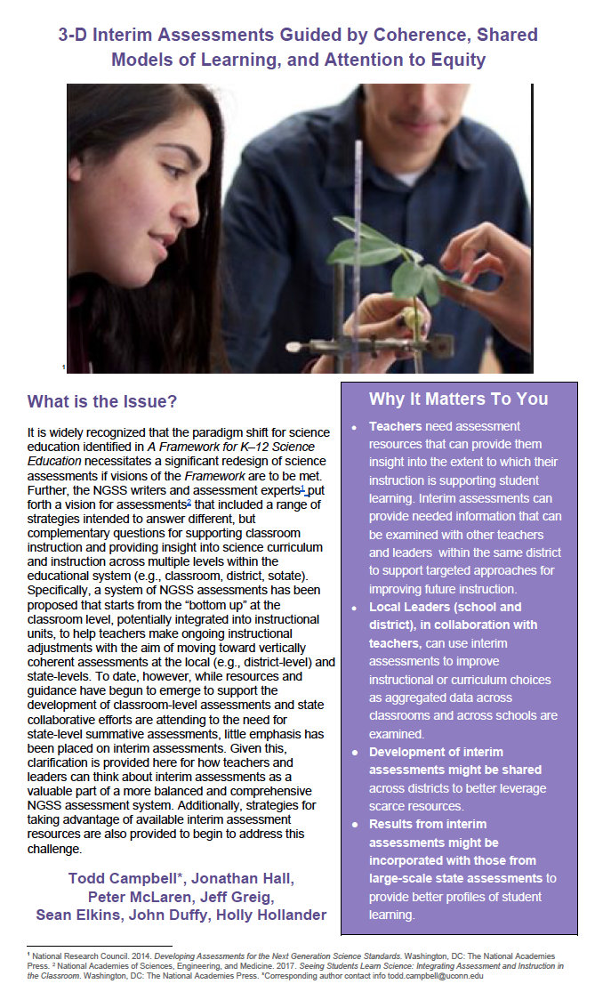 3-D Interim Assessments Guided by Coherence, Shared
Models of Learning, and Attention to Equity
1
What is the Issue?
It is widely recognized that the paradigm shift for science
education identified in A Framework for K–12 Science
Education necessitates a significant redesign of science
assessments if visions of the Framework are to be met.
Further, the NGSS writers and assessment experts1 put
forth a vision for assessments2 that included a range of
strategies intended to answer different, but
complementary questions for supporting classroom
instruction and providing insight into science curriculum
and instruction across multiple levels within the
educational system (e.g., classroom, district, sotate).
Specifically, a system of NGSS assessments has been
proposed that starts from the “bottom up” at the
classroom level, potentially integrated into instructional
units, to help teachers make ongoing instructional
adjustments with the aim of moving toward vertically
coherent assessments at the local (e.g., district-level) and
state-levels. To date, however, while resources and
guidance have begun to emerge to support the
development of classroom-level assessments and state
collaborative efforts are attending to the need for
state-level summative assessments, little emphasis has
been placed on interim assessments. Given this,
clarification is provided here for how teachers and
leaders can think about interim assessments as a
valuable part of a more balanced and comprehensive
NGSS assessment system. Additionally, strategies for
taking advantage of available interim assessment
resources are also provided to begin to address this
challenge.
Todd Campbell*, Jonathan Hall,
Peter McLaren, Jeff Greig,
Sean Elkins, John Duffy, Holly Hollander
Why It Matters To You
• Teachers need assessment
resources that can provide them
insight into the extent to which their
instruction is supporting student
learning. Interim assessments can
provide needed information that can
be examined with other teachers
and leaders within the same district
to support targeted approaches for
improving future instruction.
• Local Leaders (school and
district), in collaboration with
teachers, can use interim
assessments to improve
instructional or curriculum choices
as aggregated data across
classrooms and across schools are
examined.
• Development of interim
assessments might be shared
across districts to better leverage
scarce resources.
• Results from interim
assessments might be
incorporated with those from
large-scale state assessments to
provide better profiles of student
learning.
1 National Research Council. 2014. Developing Assessments for the Next Generation Science Standards. Washington, DC: The National Academies
Press. 2 National Academies of Sciences, Engineering, and Medicine. 2017. Seeing Students Learn Science: Integrating Assessment and Instruction in
the Classroom. Washington, DC: The National Academies Press. *Corresponding author contact info todd.campbell@uconn.edu